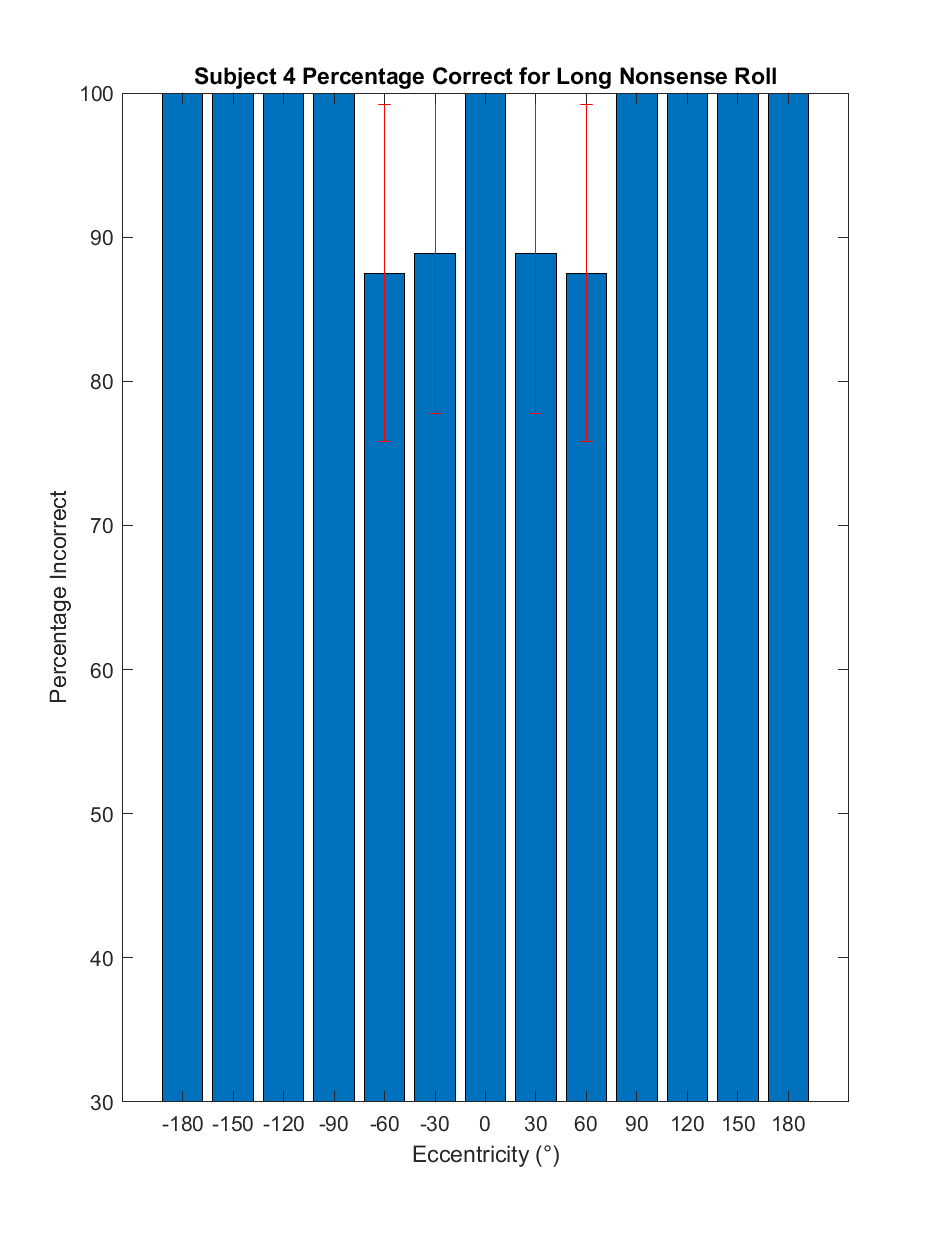 Subject 4 Percentage Correct for Long Nonsense Roll
100
90
80
70
60
50
40
30
Percentage Incorrect
-180 -150 -120 -90 -60 -30 0 30 60 90 120 150 180
Eccentricity (°)